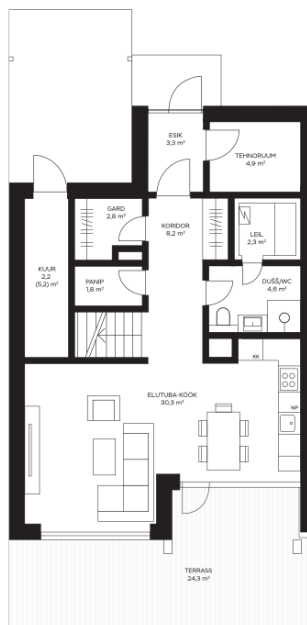 ESIK
3,3 m²
TEHNORUUM
4,9 m²
GARD
2,8 m²
KORIDOR
8,2 m²
LEIL
2,3 m²
KUUR
2,2
(5,2) m²
PANIP
1,8 m²
DUŠŠ/WC
4,6 m²
KK
ELUTUBA-KÖÖK
30,3 m²
NP
TERRASS
24,3 m²